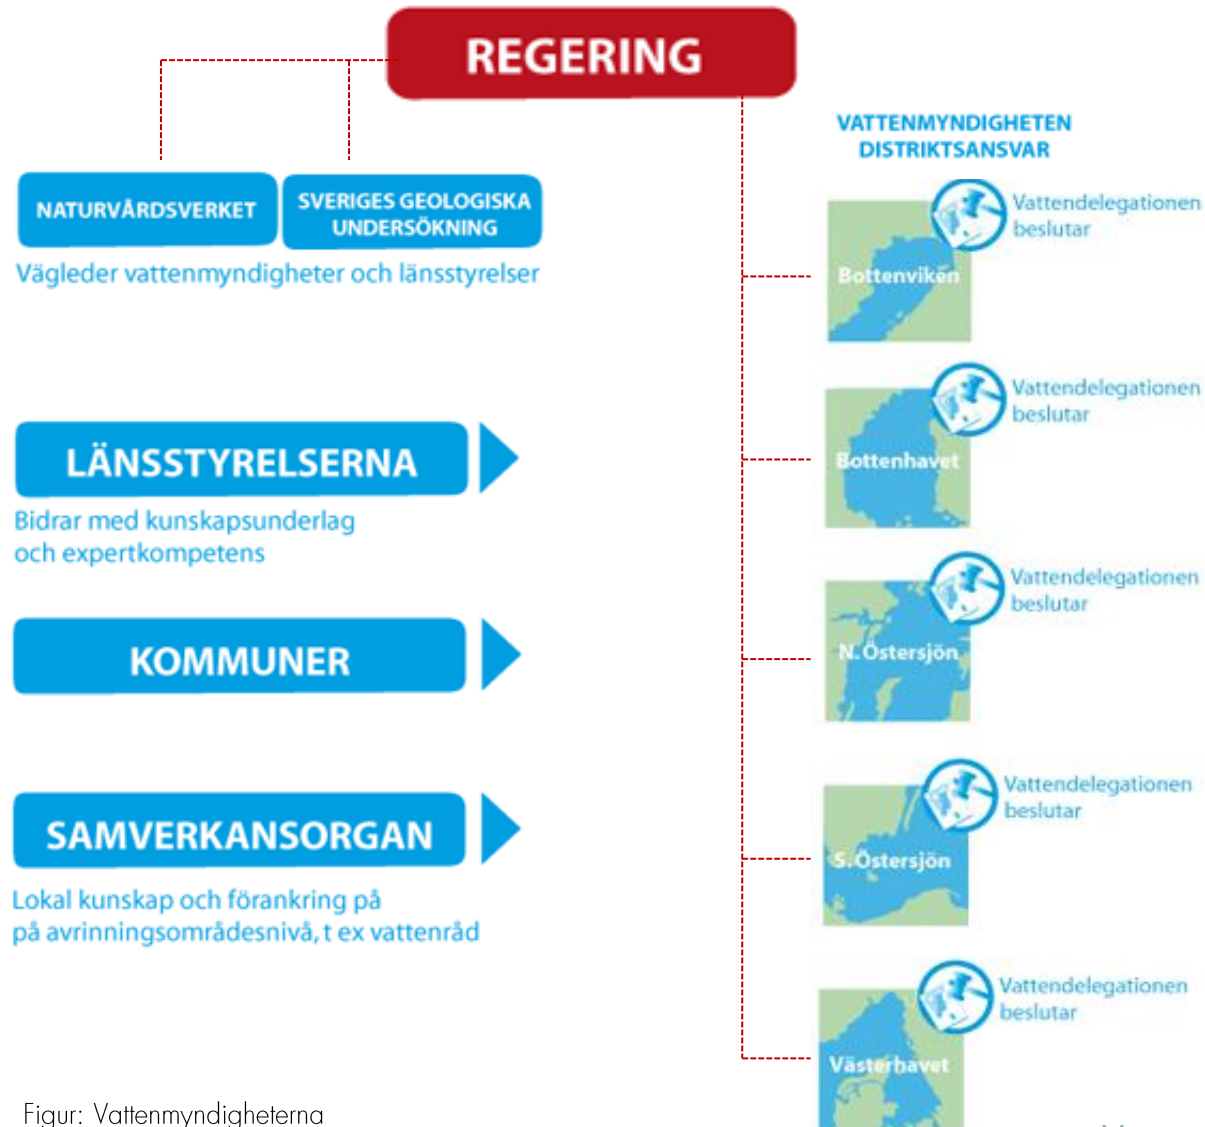 REGERING
NATURVÅRDSVERKET
SVERIGES GEOLOGISKA
UNDERSÖKNING
Vägleder vattenmyndigheter och länsstyrelser
LÄNSSTYRELSERNA
Bidrar med kunskapsunderlag
och expertkompetens
KOMMUNER
SAMVERKANSORGAN
Lokal kunskap och förankring på
på avrinningsområdesnivå, t ex vattenråd
VATTENMYNDIGHETEN
DISTRIKTSANSVAR
Vattendelegationen
beslutar
Bottenviken
Vattendelegationen
beslutar
Bottenhavet
Vattendelegationen
beslutar
N. Östersjön
Vattendelegationen
beslutar
S. Östersjön
Vattendelegationen
beslutar
Västerhavet
Figur: Vattenmyndigheterna